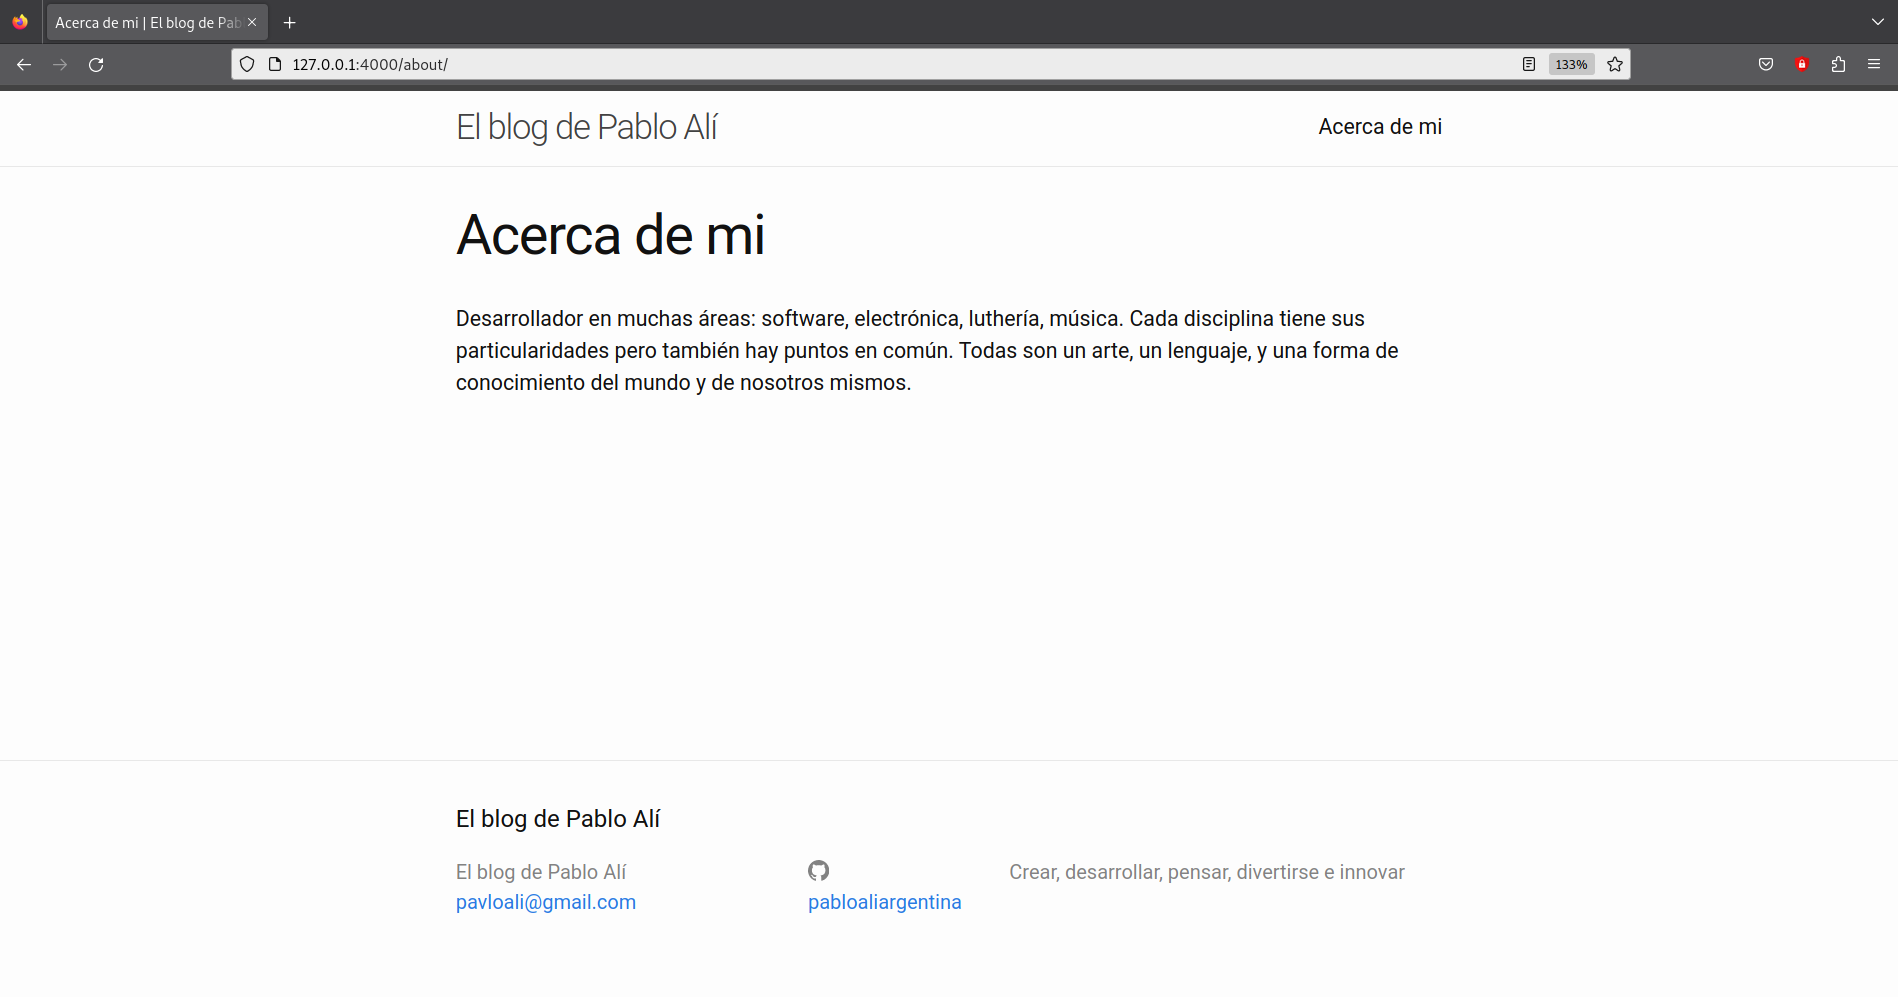 Acerca de mi | El blog de Pab
127.0.0.1:4000/about/
133%
El blog de Pablo Alí
Acerca de mi
Acerca de mi
Desarrollador en muchas áreas: software, electrónica, luthería, música. Cada disciplina tiene sus
particularidades pero también hay puntos en común. Todas son un arte, un lenguaje, y una forma de
conocimiento del mundo y de nosotros mismos.
El blog de Pablo Alí
El blog de Pablo Alí
pavloali@gmail.com
pabloaliargentina
Crear, desarrollar, pensar, divertirse e innovar